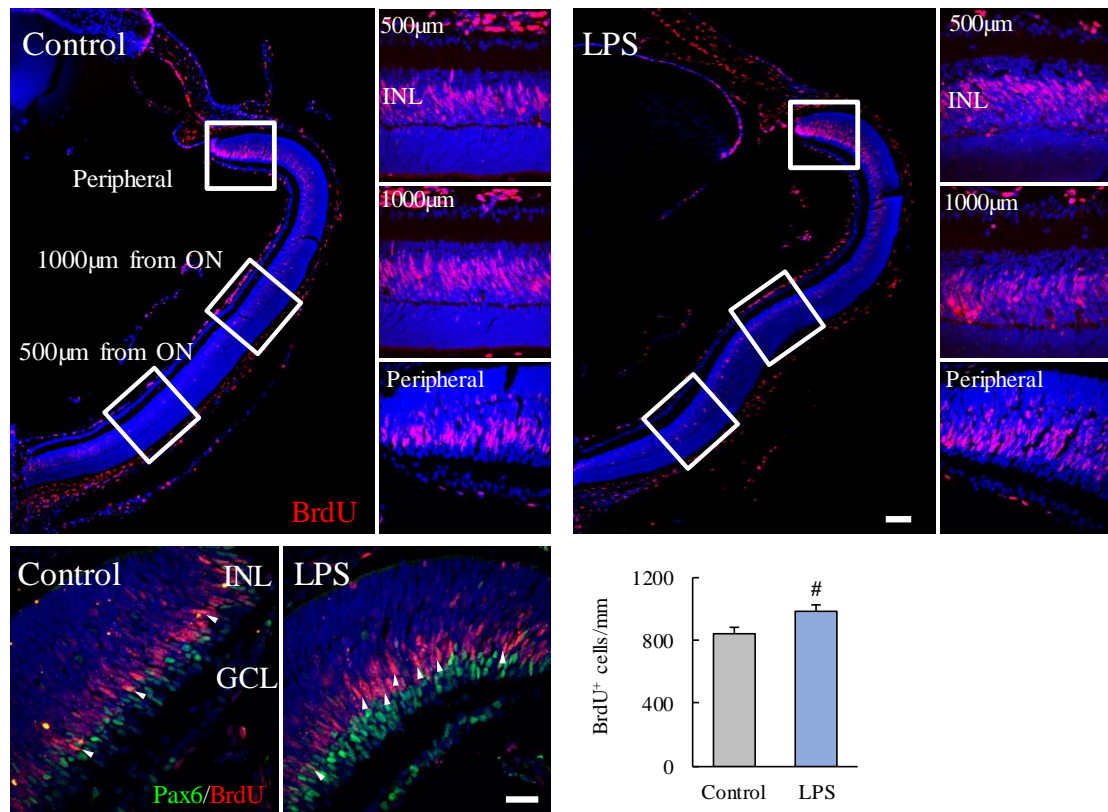 Control
Peripheral
1000μm from ON
500μm from ON
BrdU
500μm
INL
1000μm
Peripheral
LPS
500μm
INL
1000μm
Peripheral
Control
INL
GCL
Pax6/BrdU
LPS
BrdU⁺ cells/mm
1200
800
400
0
#
Control
LPS